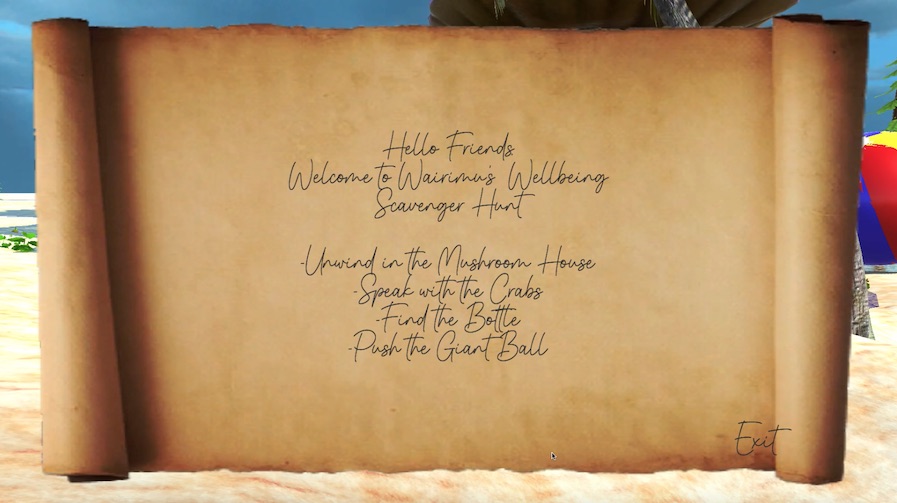 Hello Friends
Welcome to Wairimu's Wellbeing
Scavenger Hunt
-Unwind in the Mushroom House
-Speak with the Crabs
-Find the Bottle
-Push the Giant Ball
Exit